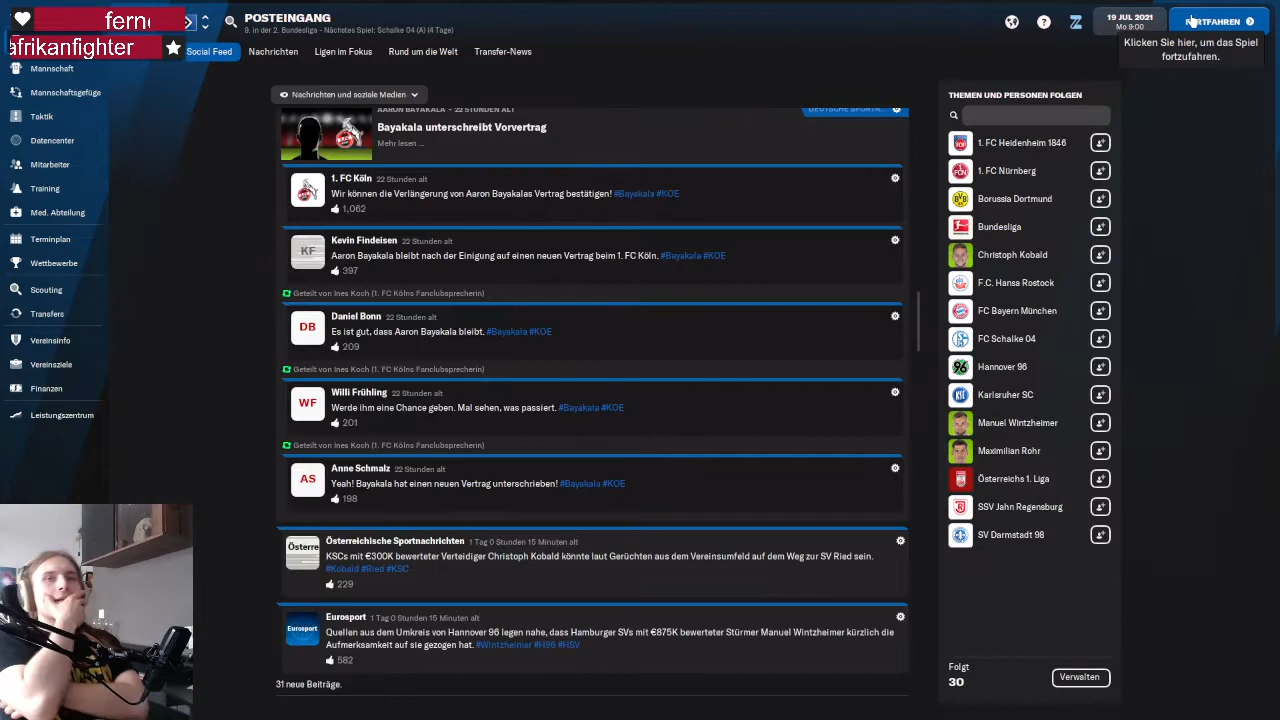 fern
afrikanfighter
POSTEINGANG
9. in der 2. Bundesliga - Nächstes Spiel: Schalke 04 (A) (4 Tage)
19 JUL 2021
Mo 9:00
FORTFAHREN
Klicken Sie hier, um das Spiel
fortzufahren.
Social Feed
Nachrichten
Ligen im Fokus
Rund um die Welt
Transfer-News
Mannschaft
Mannschaftsgefüge
Taktik
Datencenter
Mitarbeiter
Training
Med. Abteilung
Terminplan
Wettbewerbe
Scouting
Transfers
Vereinsinfo
Vereinsziele
Finanzen
Leistungszentrum
Nachrichten und soziale Medien
AARON BAYAKALA - 22 STUNDEN ALT
DEUTSCHE SPORTN...
Bayakala unterschreibt Vorvertrag
Mehr lesen ...
1. FC Köln 22 Stunden alt
Wir können die Verlängerung von Aaron Bayakalas Vertrag bestätigen! #Bayakala #KOE
1,062
KF
Kevin Findeisen 22 Stunden alt
Aaron Bayakala bleibt nach der Einigung auf einen neuen Vertrag beim 1. FC Köln. #Bayakala #KOE
397
Geteilt von Ines Koch (1. FC Kölns Fanclubsprecherin)
DB
Daniel Bonn 22 Stunden alt
Es ist gut, dass Aaron Bayakala bleibt. #Bayakala #KOE
209
Geteilt von Ines Koch (1. FC Kölns Fanclubsprecherin)
WF
Willi Frühling 22 Stunden alt
Werde ihm eine Chance geben. Mal sehen, was passiert. #Bayakala #KOE
201
Geteilt von Ines Koch (1. FC Kölns Fanclubsprecherin)
AS
Anne Schmalz 22 Stunden alt
Yeah! Bayakala hat einen neuen Vertrag unterschrieben! #Bayakala #KOE
198
Österre
Österreichische Sportnachrichten 1 Tag 0 Stunden 15 Minuten alt
KSCs mit €300K bewerteter Verteidiger Christoph Kobald könnte laut Gerüchten aus dem Vereinsumfeld auf dem Weg zur SV Ried sein.
#Kobald #Ried #KSC
229
Eurosport
Eurosport 1 Tag 0 Stunden 15 Minuten alt
Quellen aus dem Umkreis von Hannover 96 legen nahe, dass Hamburger SVs mit €875K bewerteter Stürmer Manuel Wintzheimer kürzlich die
Aufmerksamkeit auf sie gezogen hat. #Wintzheimer #H96 #HSV
582
31 neue Beiträge.
THEMEN UND PERSONEN FOLGEN
1. FC Heidenheim 1846
1. FC Nürnberg
Borussia Dortmund
Bundesliga
Christoph Kobald
F.C. Hansa Rostock
FC Bayern München
FC Schalke 04
Hannover 96
Karlsruher SC
Manuel Wintzheimer
Maximilian Rohr
Österreichs 1. Liga
SSV Jahn Regensburg
SV Darmstadt 98
Folgt
30
Verwalten